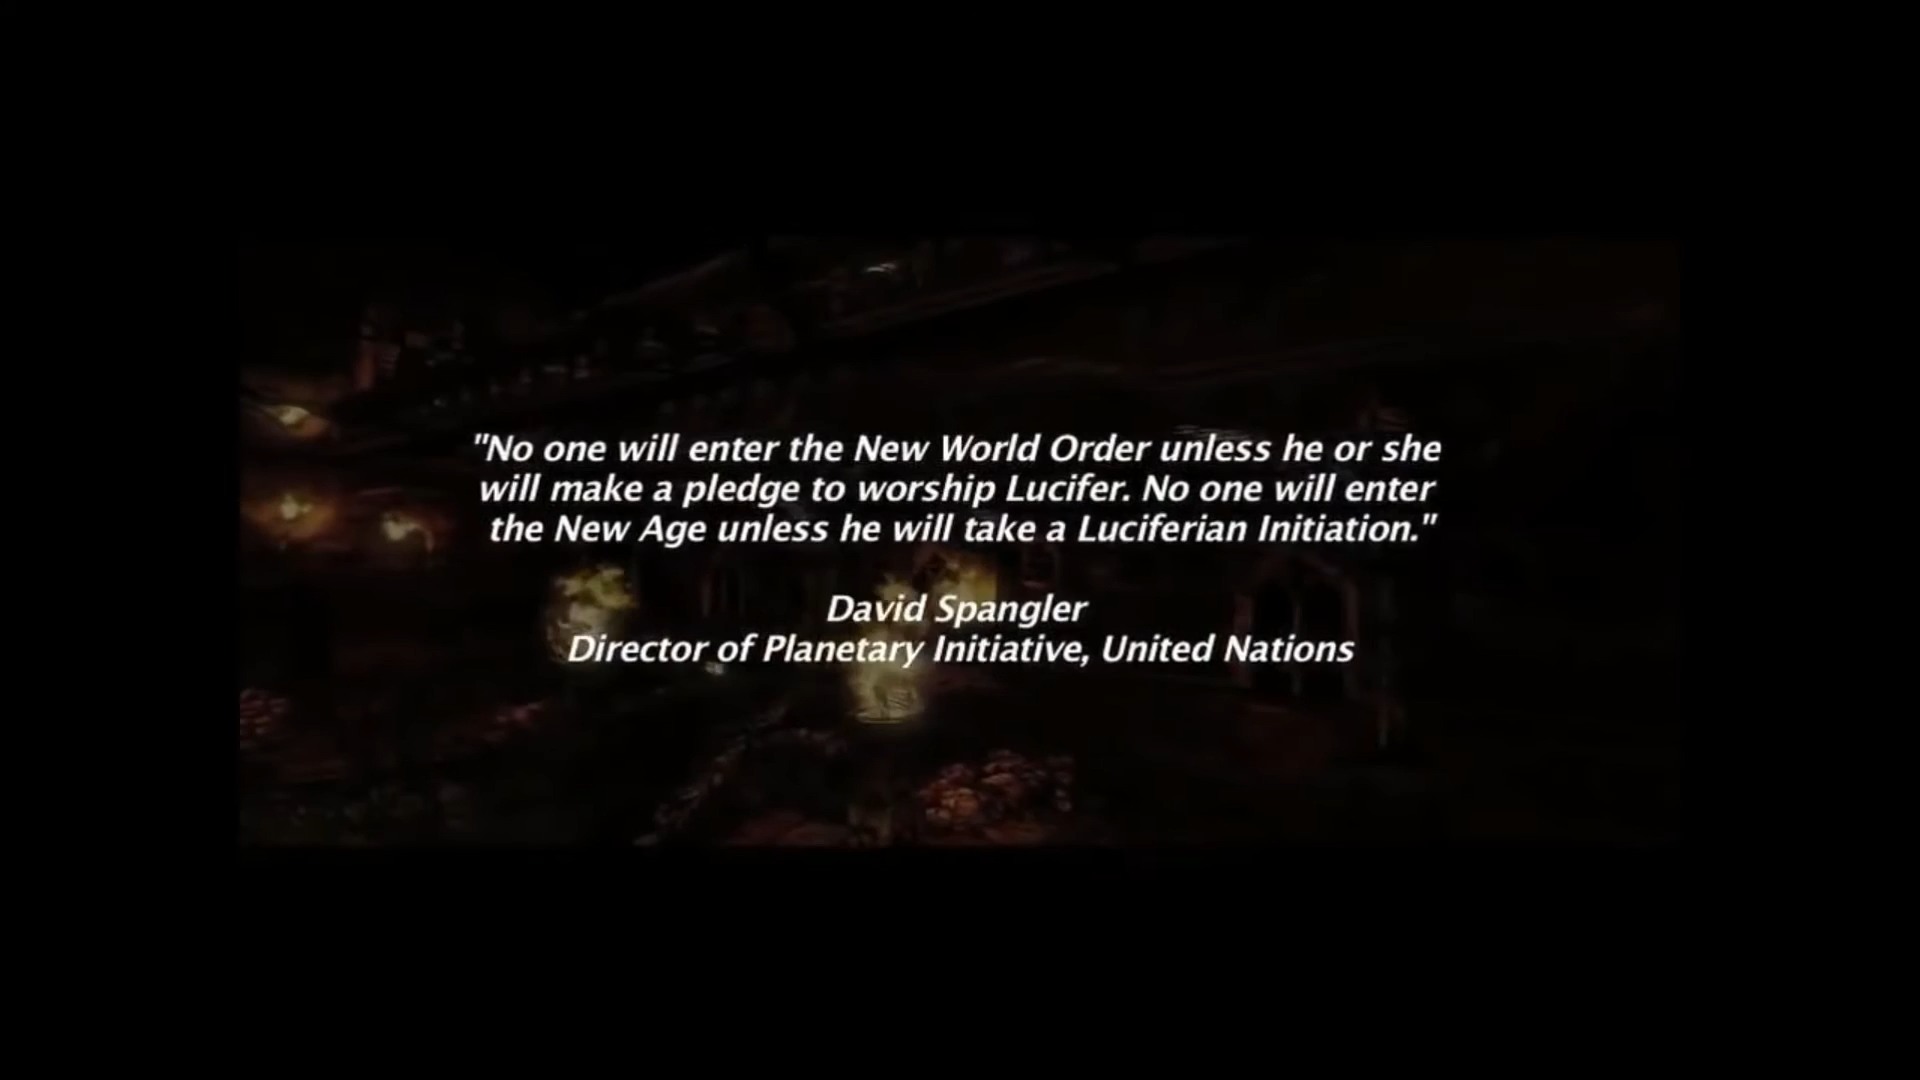 "No one will enter the New World Order unless he or she
will make a pledge to worship Lucifer. No one will enter
the New Age unless he will take a Luciferian Initiation."
David Spangler
Director of Planetary Initiative, United Nations